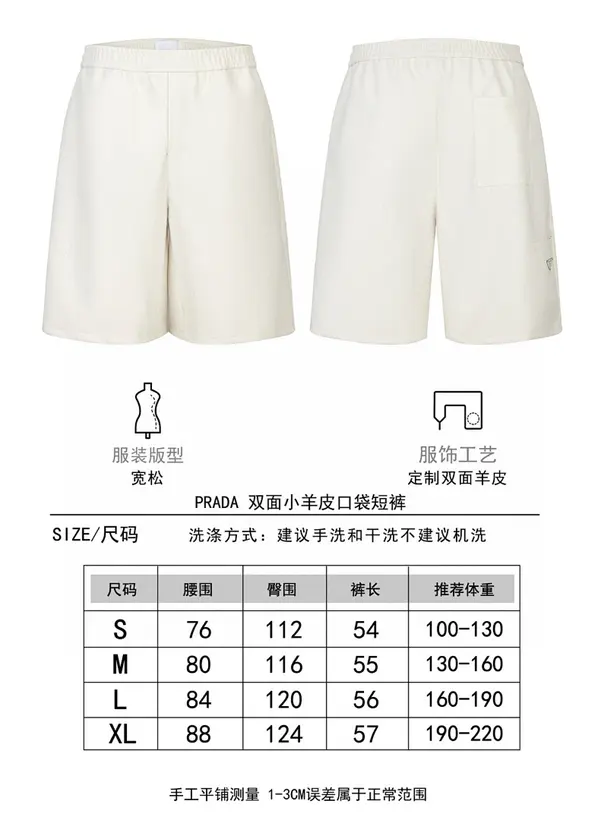 服装版型
宽松
服饰工艺
定制双面羊皮
PRADA 双面小羊皮口袋短裤
SIZE/尺码 洗涤方式：建议手洗和干洗不建议机洗
尺码 腰围 臀围 裤长 推荐体重
S 76 112 54 100-130
M 80 116 55 130-160
L 84 120 56 160-190
XL 88 124 57 190-220
手工平铺测量 1-3CM误差属于正常范围